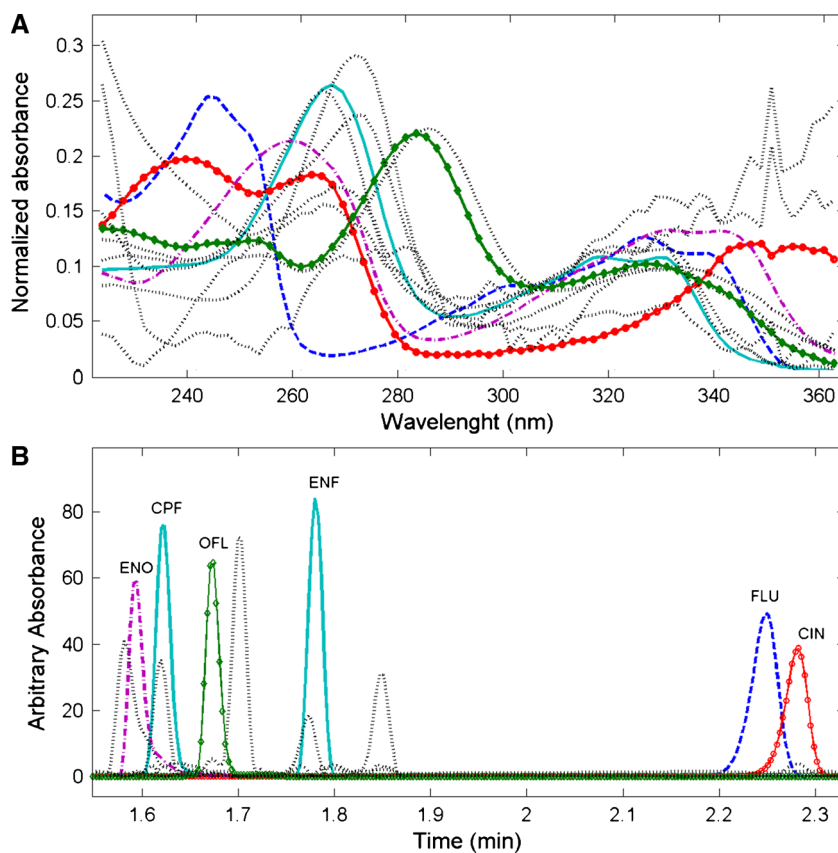 A
Normalized absorbance
0.3
0.25
0.2
0.15
0.1
0.05
0
240 260 280 300 320 340 360
Wavelenght (nm)
B
Arbitrary Absorbance
80
60
40
20
0
ENO
CPF
OFL
ENF
FLU
CIN
1.6 1.7 1.8 1.9 2 2.1 2.2 2.3
Time (min)